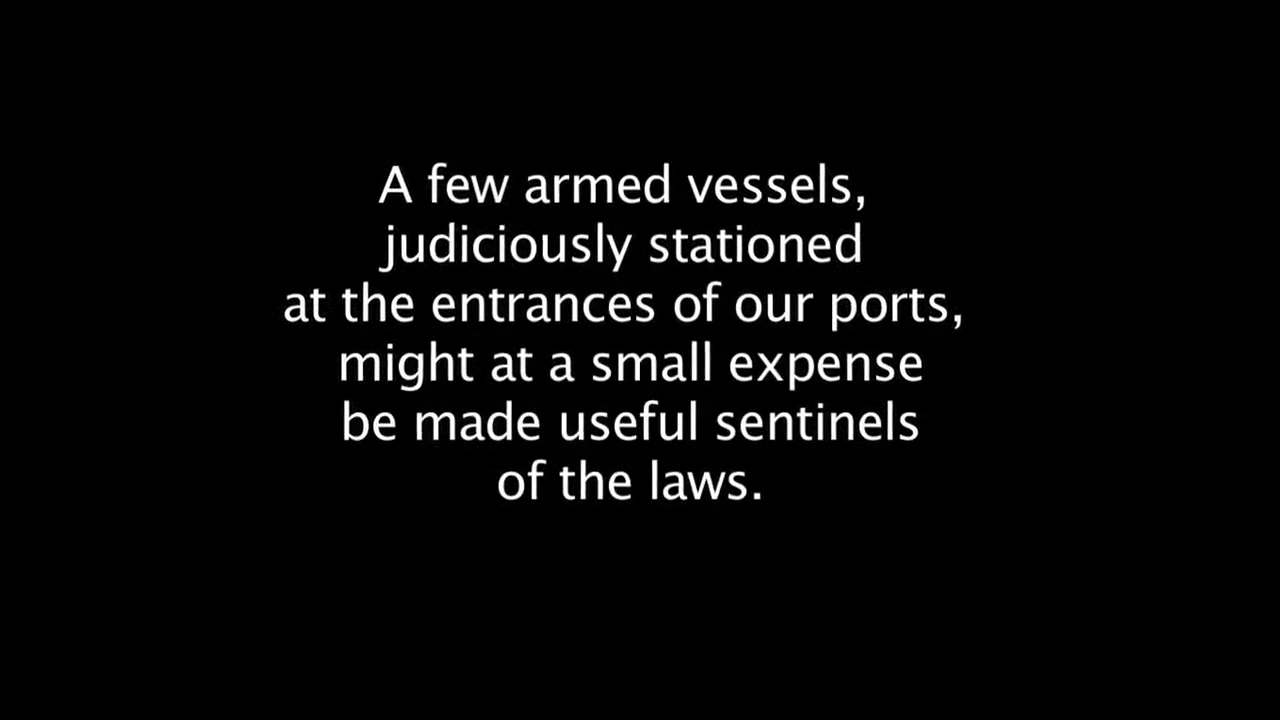 A few armed vessels,
judiciously stationed
at the entrances of our ports,
might at a small expense
be made useful sentinels
of the laws.